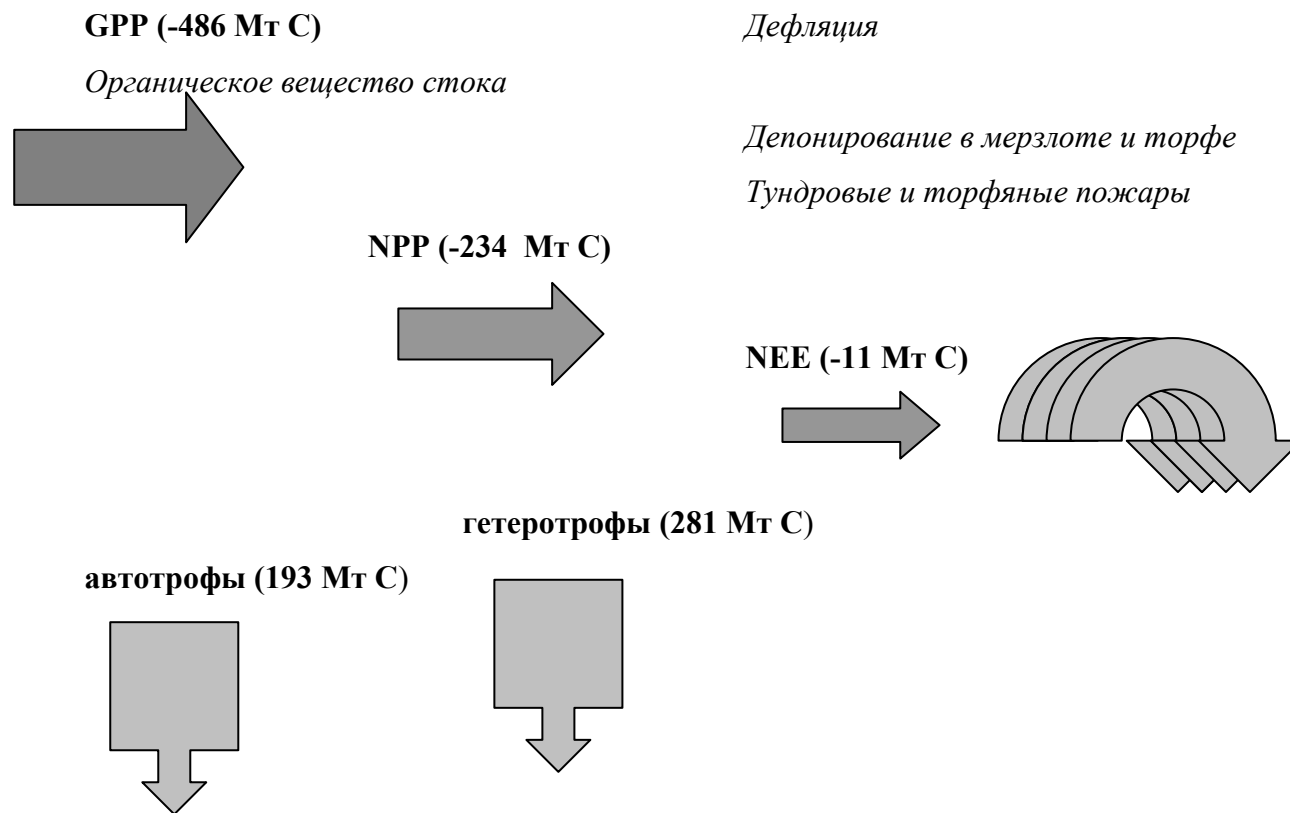 GPP (-486 Мт С)
Дефляция
Органическое вещество стока
Депонирование в мерзлоте и торфе
Тундровые и торфяные пожары
NPP (-234 Мт С)
NEE (-11 Мт С)
гетеротрофы (281 Мт С)
автотрофы (193 Мт С)